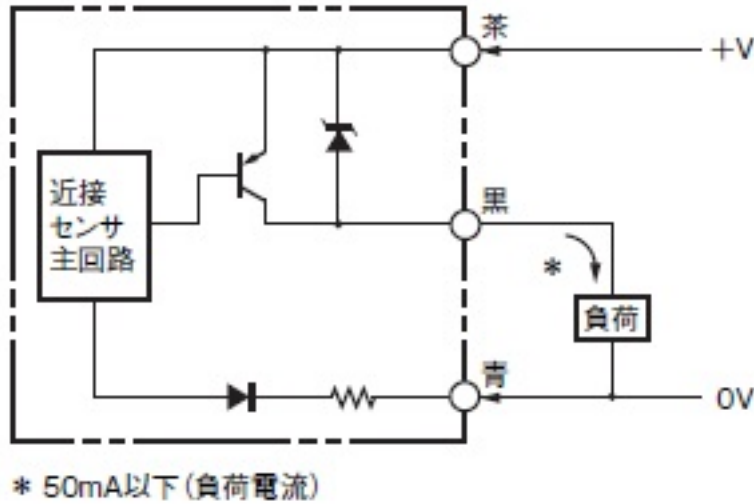 茶
+V
近接
センサ
主回路
黒
*
負荷
青
0V
* 50mA以下(負荷電流)